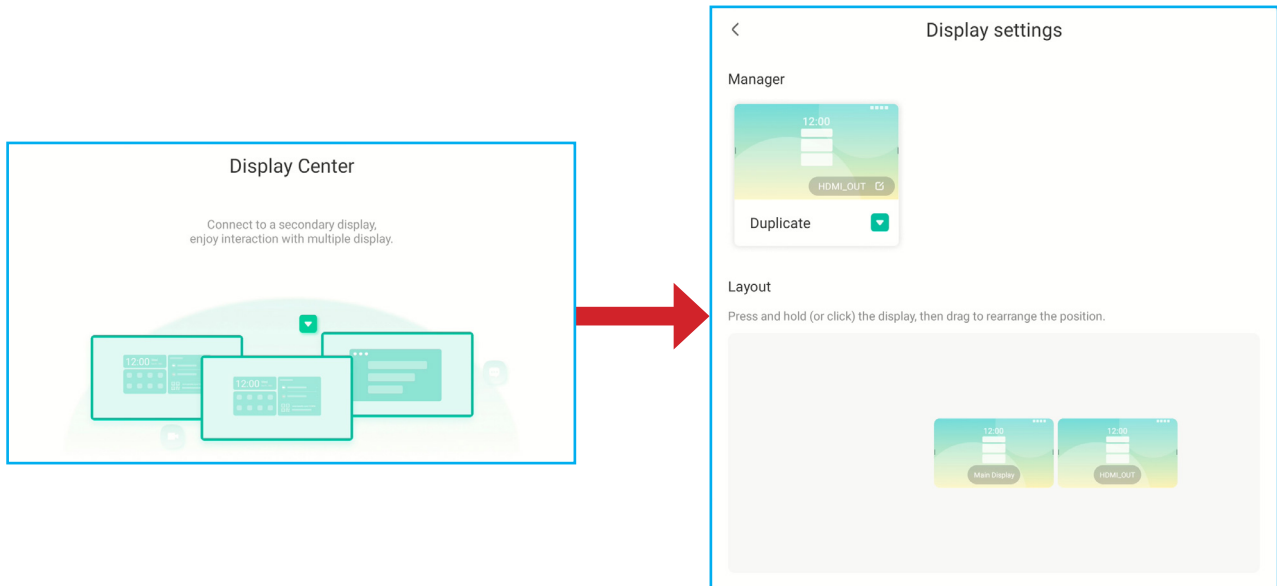 Display Center
Connect to a secondary display,
enjoy interaction with multiple display.
12:00
12:00
Display settings
Manager
12:00
HDMI_OUT
Duplicate
Layout
Press and hold (or click) the display, then drag to rearrange the position.
12:00
Main Display
12:00
HDMI_OUT